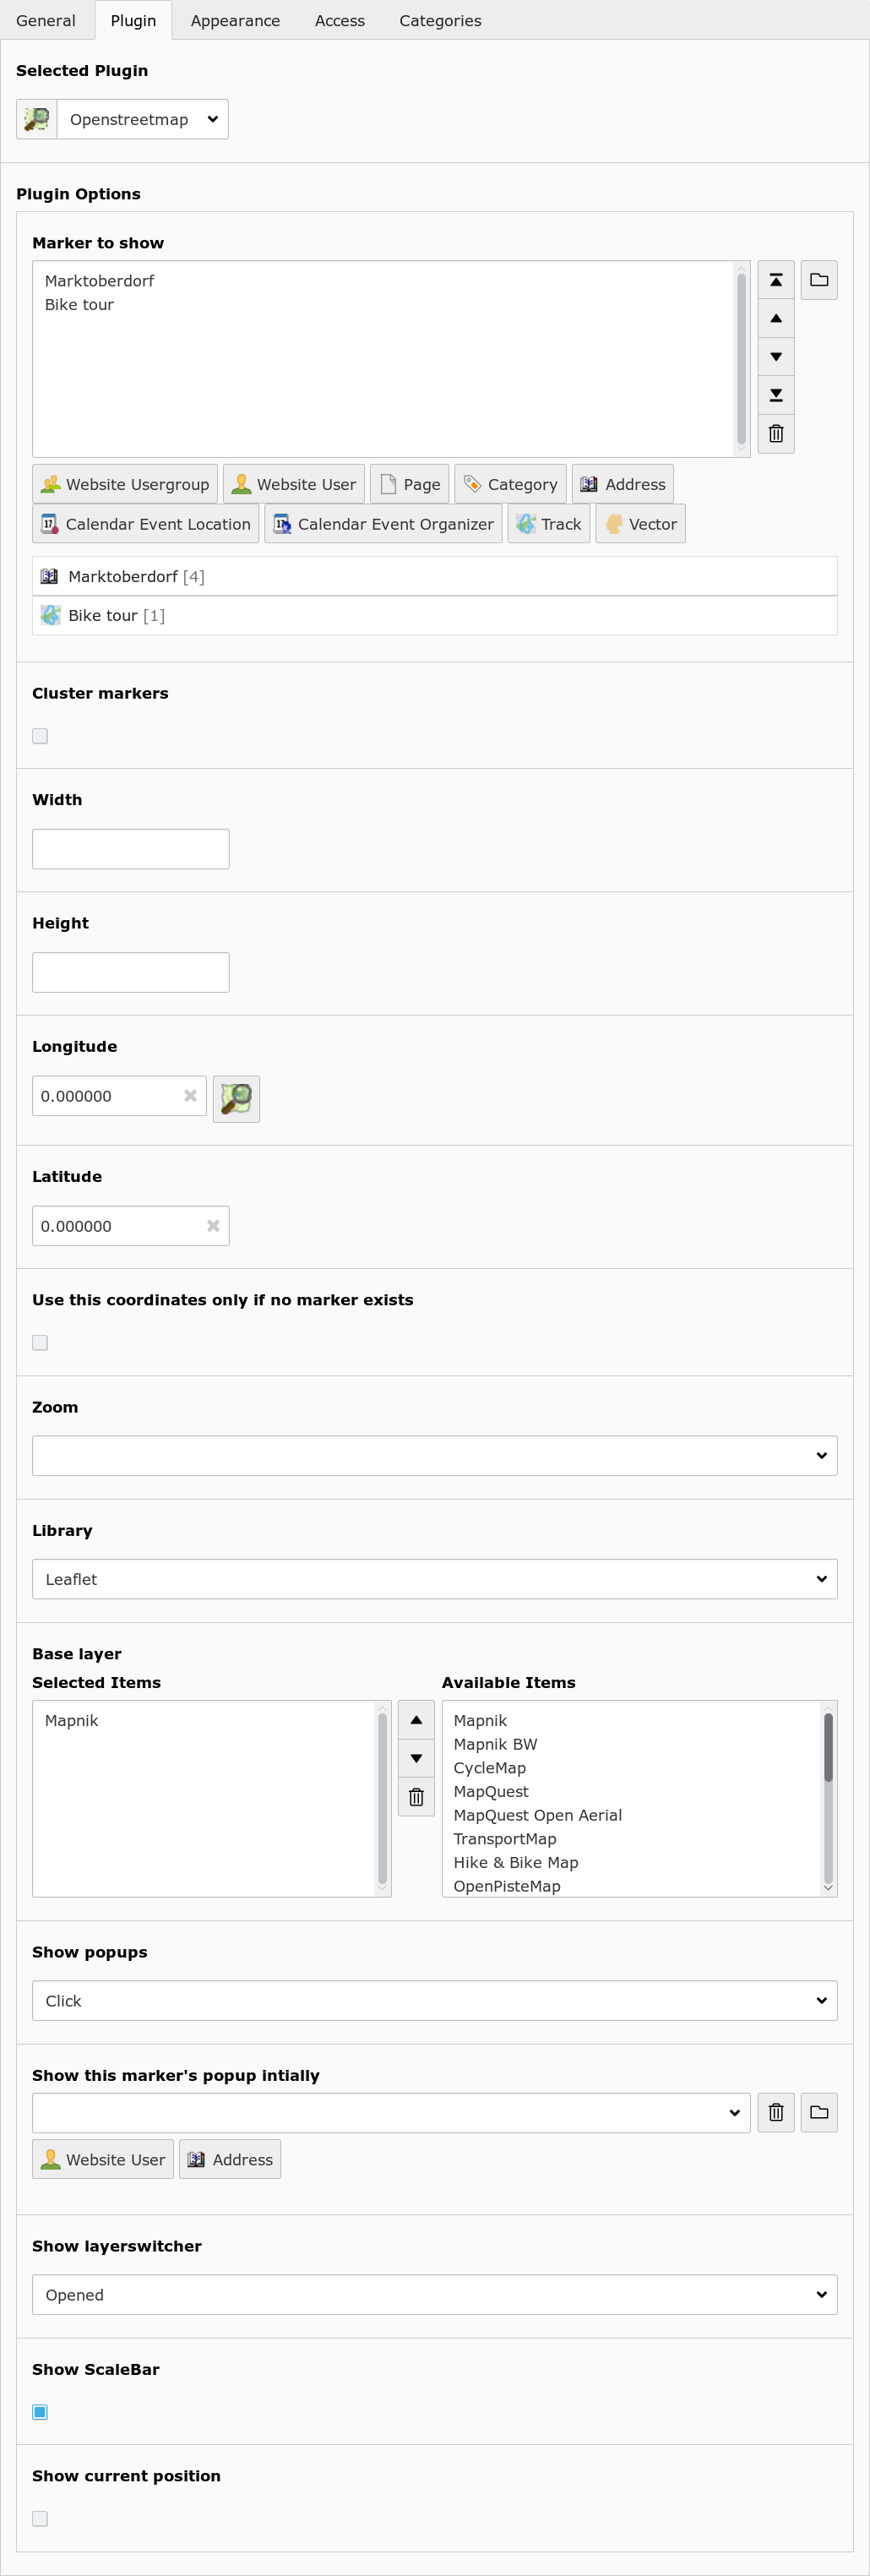 General Plugin Appearance Access Categories
Selected Plugin
Openstreetmap
Plugin Options
Marker to show
Marktoberdorf
Bike tour
Website Usergroup Website User Page Category Address
Calendar Event Location Calendar Event Organizer Track Vector
Marktoberdorf [4]
Bike tour [1]
Cluster markers
Width
Height
Longitude
0.000000
Latitude
0.000000
Use this coordinates only if no marker exists
Zoom
Library
Leaflet
Base layer
Selected Items Available Items
Mapnik Mapnik
Mapnik BW
CycleMap
MapQuest
MapQuest Open Aerial
TransportMap
Hike & Bike Map
OpenPisteMap
Show popups
Click
Show this marker's popup intially
Website User Address
Show layerswitcher
Opened
Show ScaleBar
Show current position